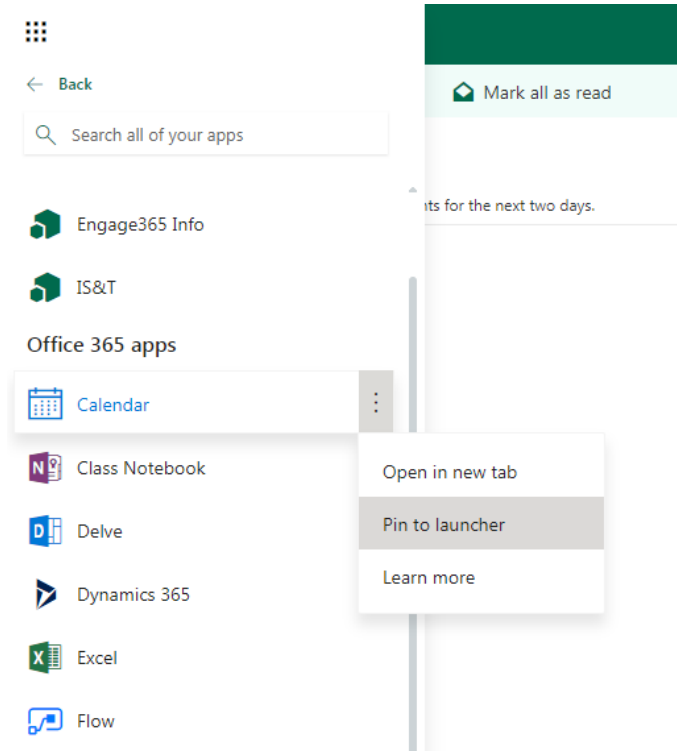 Back
Mark all as read
Search all of your apps
nts for the next two days.
Engage365 Info
IS&T
Office 365 apps
Calendar
Class Notebook
Open in new tab
Pin to launcher
Delve
Learn more
Dynamics 365
Excel
Flow